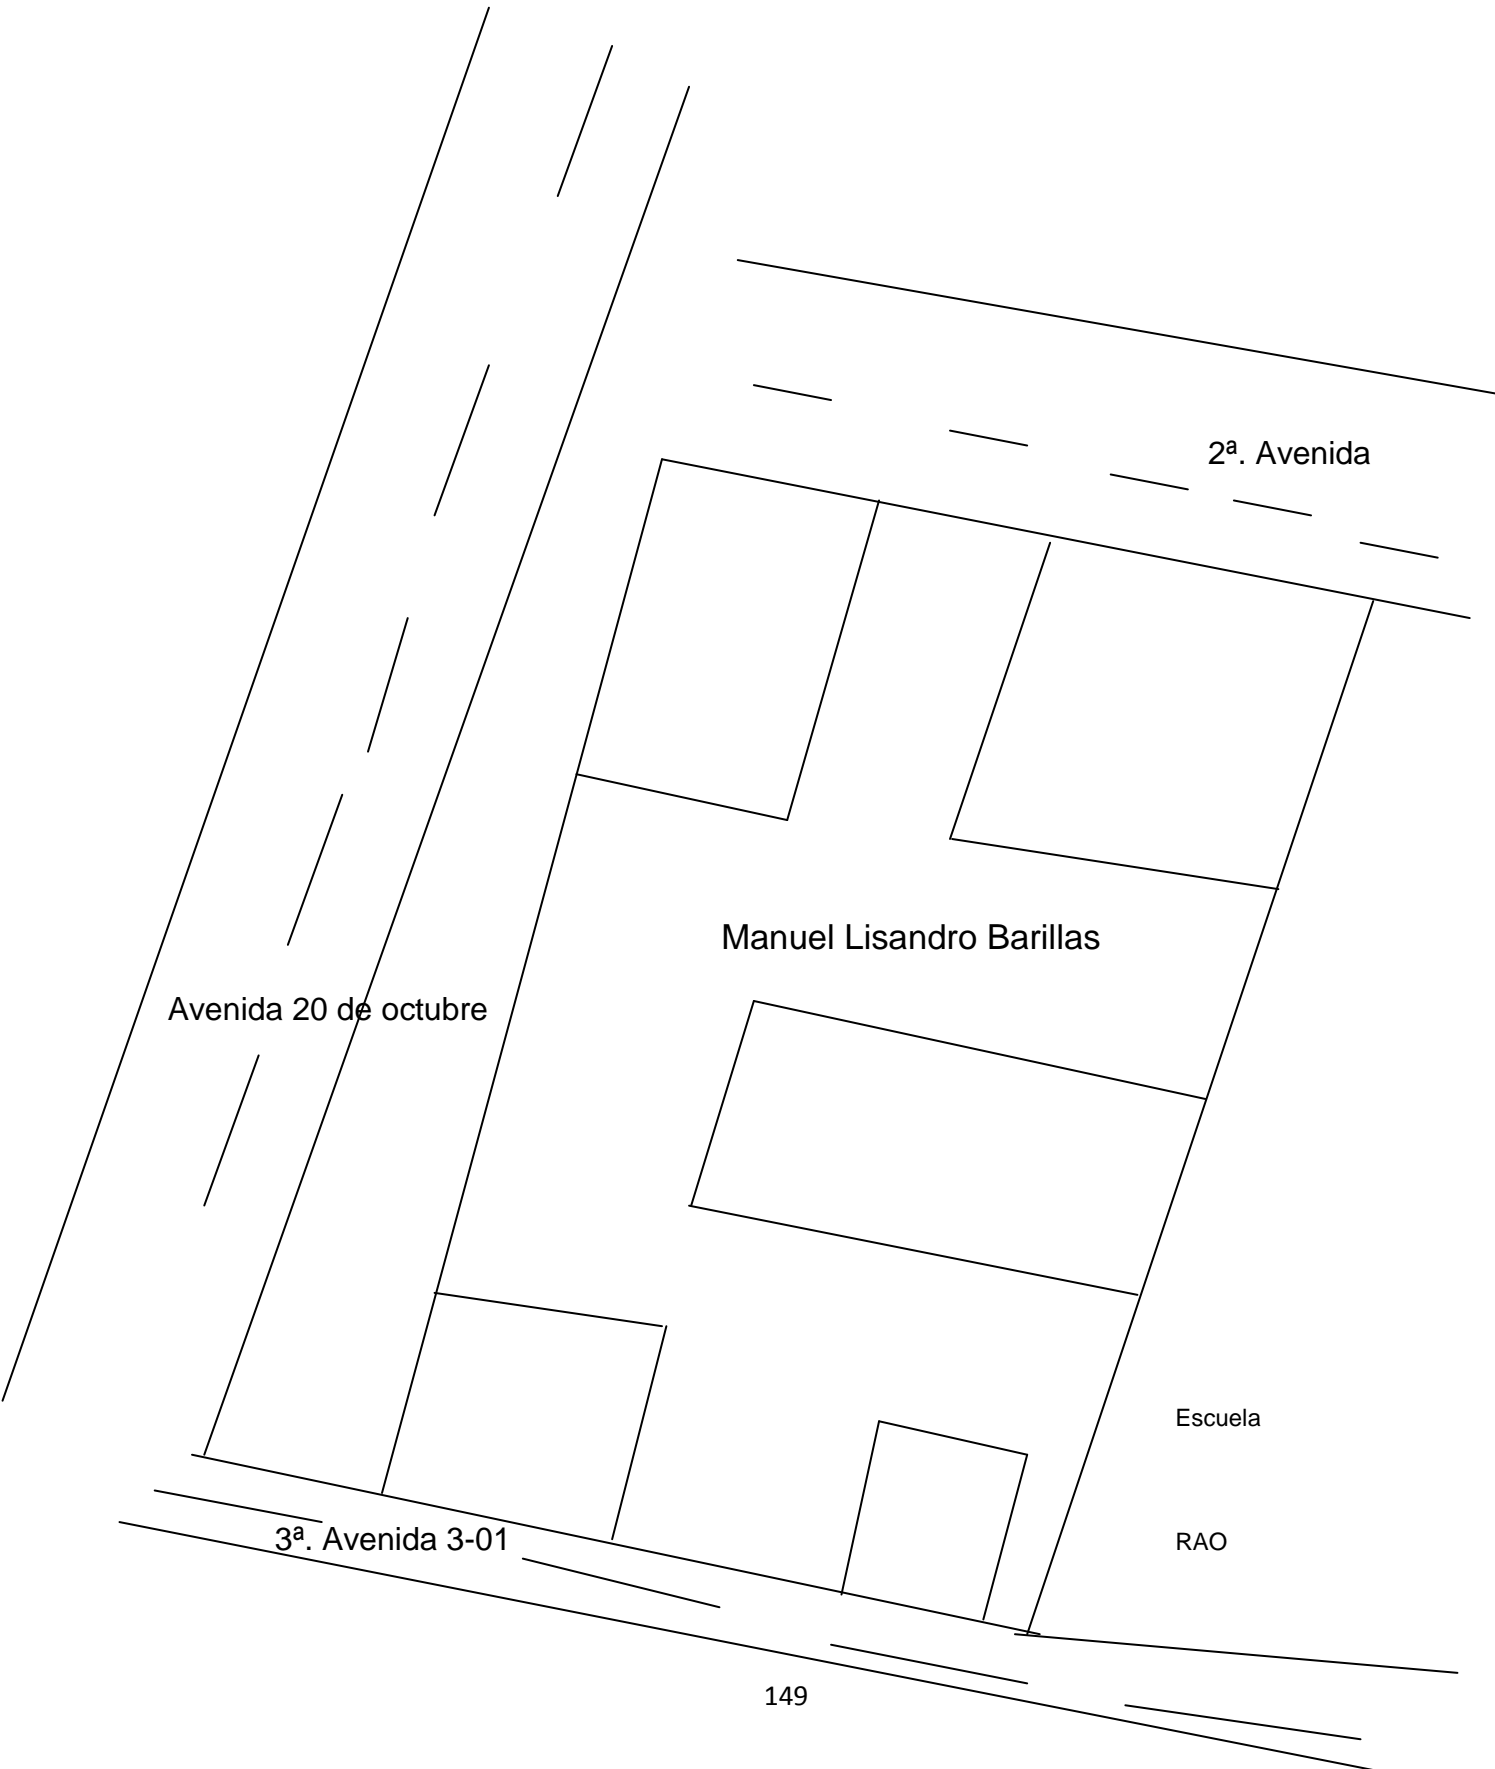 2ª. Avenida
Manuel Lisandro Barillas
Avenida 20 de octubre
Escuela
3ª. Avenida 3-01
RAO
149